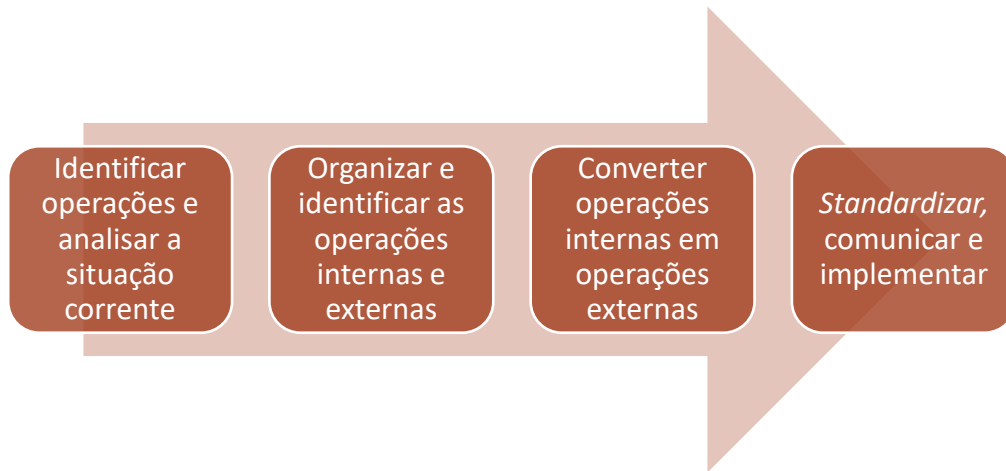 Identificar
operações e
analisar a
situação
corrente
Organizar e
identificar as
operações
internas e
externas
Converter
operações
internas em
operações
externas
Standardizar,
comunicar e
implementar